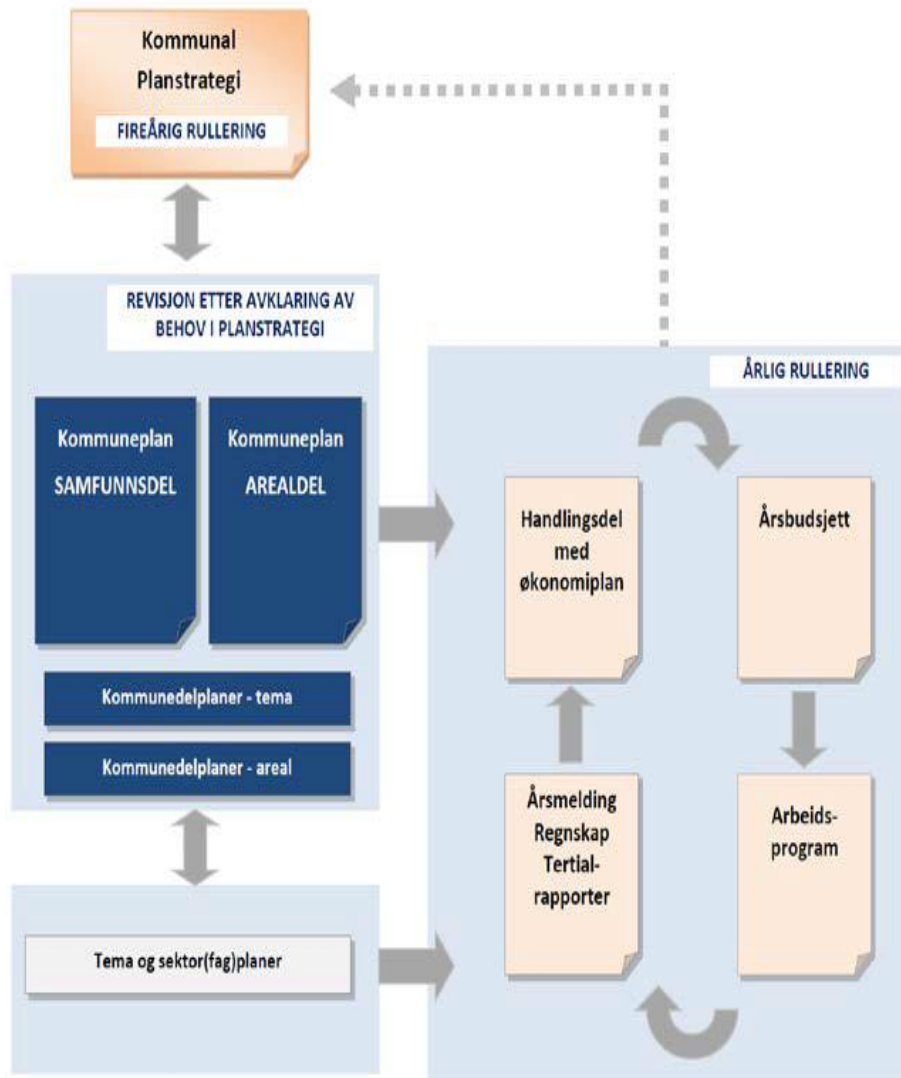 Kommunal
Planstrategi
FIREÅRIG RULLERING
REVISJON ETTER AVKLARING AV
BEHOV I PLANSTRATEGI
Kommuneplan
SAMFUNNSDEL
Kommuneplan
AREALDEL
Kommunedelplaner - tema
Kommunedelplaner - areal
Tema og sektor(fag)planer
ÅRLIG RULLERING
Handlingsdel
med
økonomiplan
Årsbudsjett
Årsmelding
Regnskap
Tertial-
rapporter
Arbeids-
program